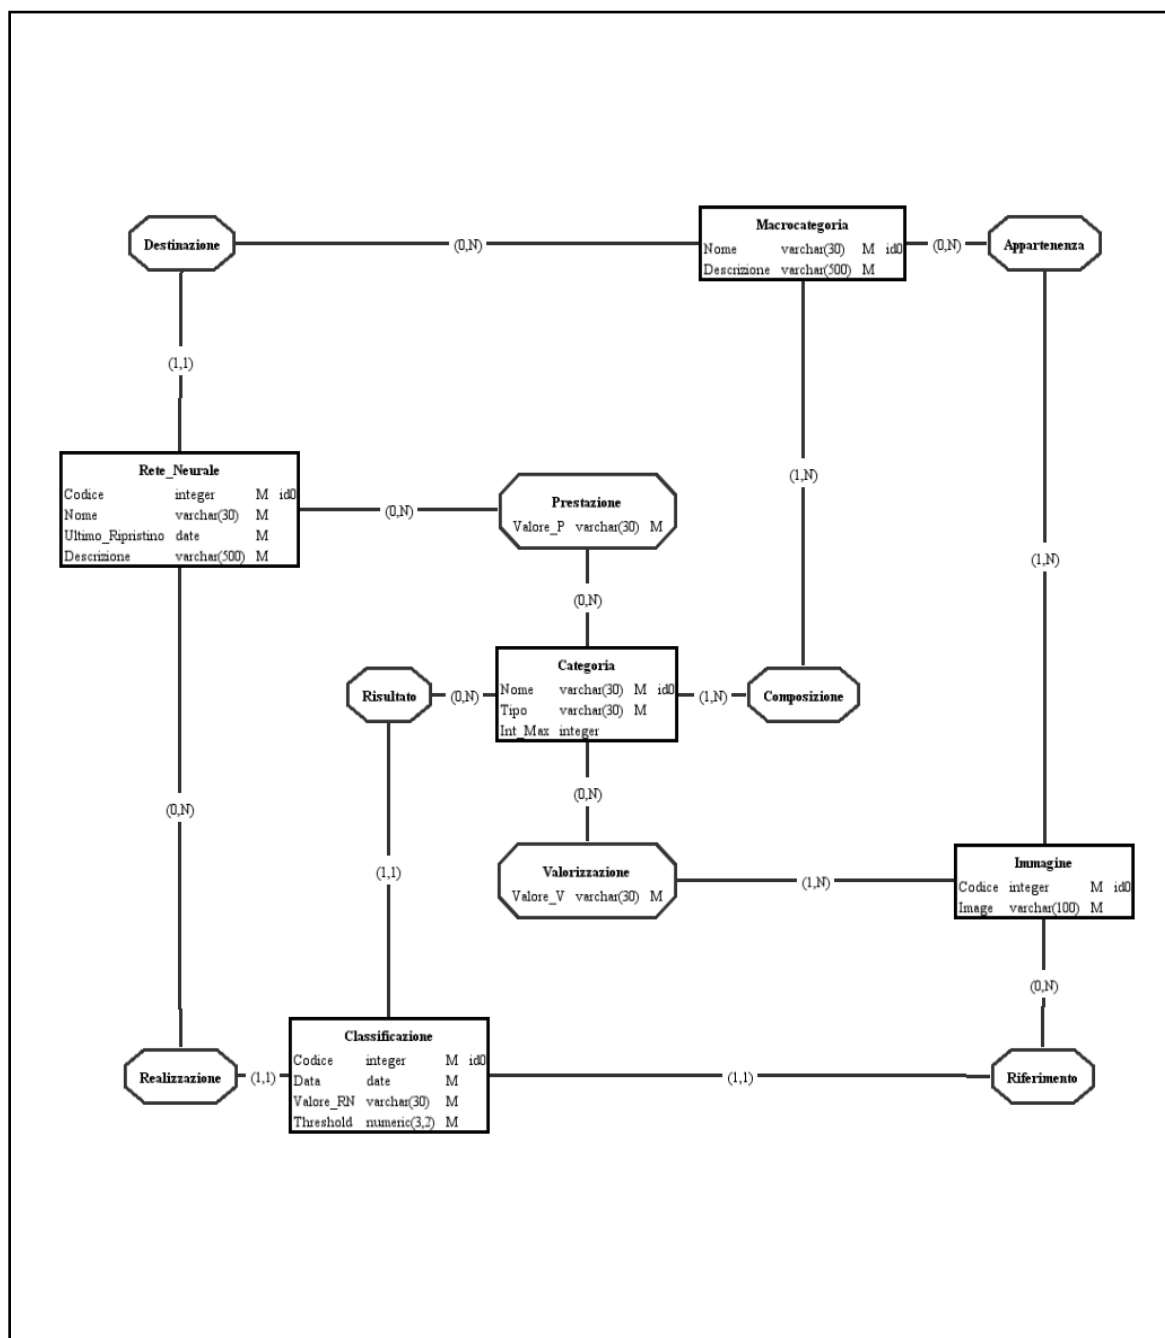 Destinazione
(0,N)
Macrocategoria
Nome varchar(30) M id0
Descrizione varchar(500) M
(0,N)
Appartenenza
(1,1)
Rete_Neurale
Codice integer M id0
Nome varchar(30) M
Ultimo_Ripristino date M
Descrizione varchar(500) M
(0,N)
Prestazione
Valore_P varchar(30) M
(1,N)
(1,N)
(0,N)
Risultato
(0,N)
Categoria
Nome varchar(30) M id0
Tipo varchar(30) M
Int_Max integer
(1,N)
Composizione
(0,N)
(0,N)
(1,1)
Valorizzazione
Valore_V varchar(30) M
(1,N)
Immagine
Codice integer M id0
Image varchar(100) M
(0,N)
Realizzazione
(1,1)
Classificazione
Codice integer M id0
Data date M
Valore_RN varchar(30) M
Threshold numeric(3,2) M
(1,1)
Riferimento